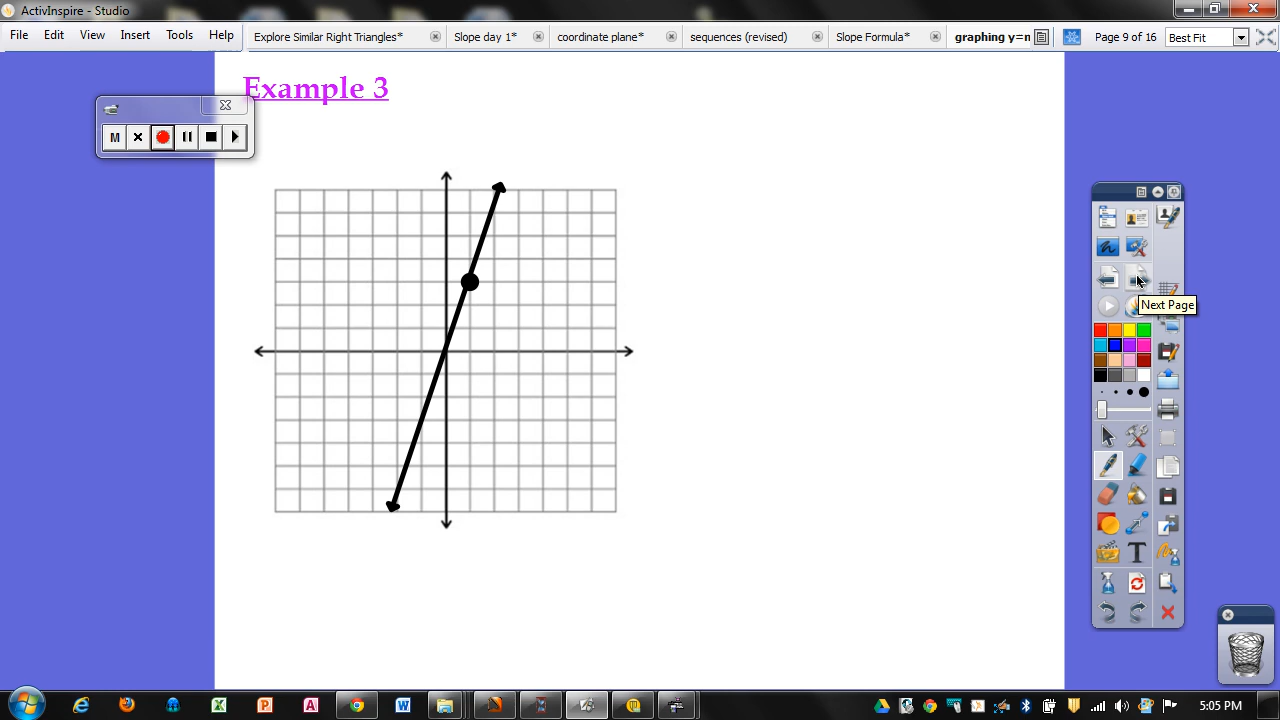 ActivInspire - Studio
File Edit View Insert Tools Help
Explore Similar Right Triangles* Slope day 1* coordinate plane* sequences (revised) Slope Formula* graphing y=m Page 9 of 16 Best Fit
Example 3
M
Next Page
T
5:05 PM